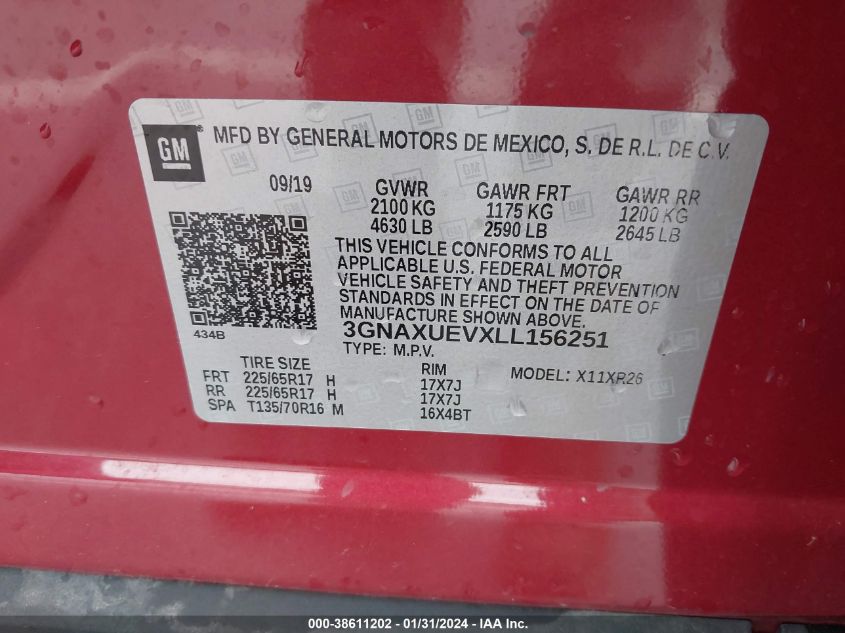 GM
MFD BY GENERAL MOTORS DE MEXICO, S. DE R.L. DE C.V.
09/19 GVWR GAWR FRT GAWR RR
2100 KG 1175 KG 1200 KG
4630 LB 2590 LB 2645 LB
THIS VEHICLE CONFORMS TO ALL
APPLICABLE U.S. FEDERAL MOTOR
VEHICLE SAFETY AND THEFT PREVENTION
STANDARDS IN EFFECT ON THE DATE OF
MANUFACTURE SHOWN ABOVE.
434B
3GNAXUEVXLL156251
TYPE: M.P.V.
TIRE SIZE RIM MODEL: X11XR26
FRT 225/65R17 H 17X7J
RR 225/65R17 H 17X7J
SPA T135/70R16 M 16X4BT
000-38611202 - 01/31/2024 - IAA Inc.